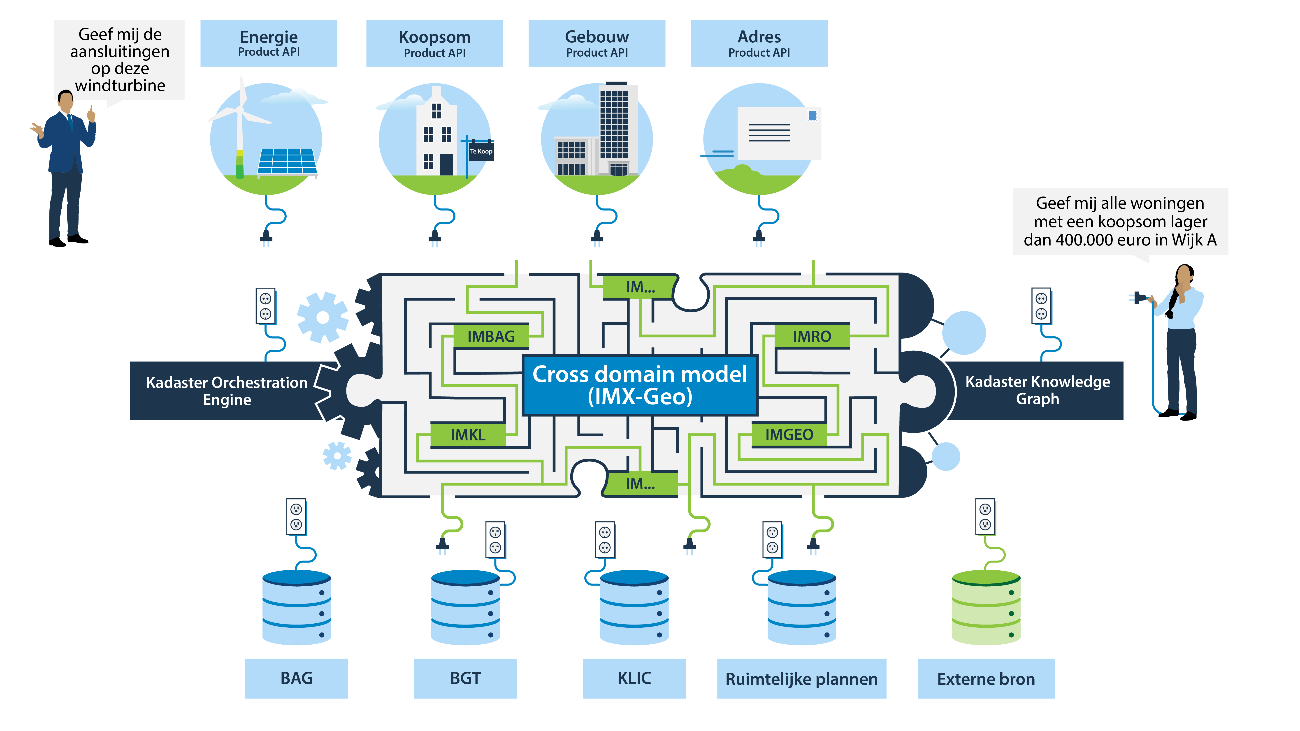 Geef mij de
aansluitingen
op deze
windturbine
Energie
Product API
Koopsom
Product API
Gebouw
Product API
Adres
Product API
Te Koop
Geef mij alle woningen
met een koopsom lager
dan 400.000 euro in Wijk A
IM...
IMBAG
IMRO
Cross domain model
(IMX-Geo)
Kadaster Orchestration
Engine
Kadaster Knowledge
Graph
IMKL
IMGEO
IM...
BAG
BGT
KLIC
Ruimtelijke plannen
Externe bron